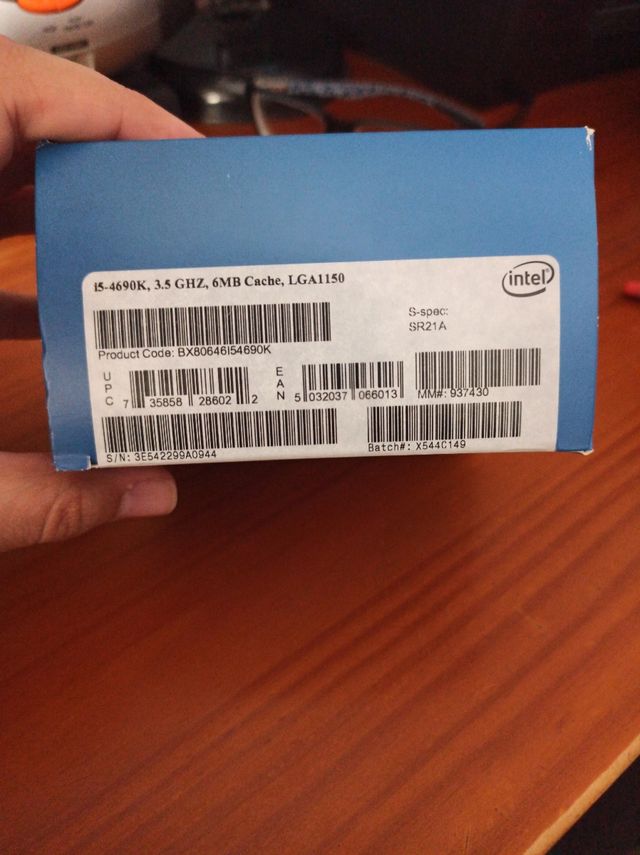 i5-4690K, 3.5 GHZ, 6MB Cache, LGA1150
intel
S-spec:
SR21A
Product Code: BX80646I54690K
UPC
7 35858 28602 2
EAN
5 032037 066013
MM#: 937430
S/N: 3E542299A0944
Batch#: X544C149